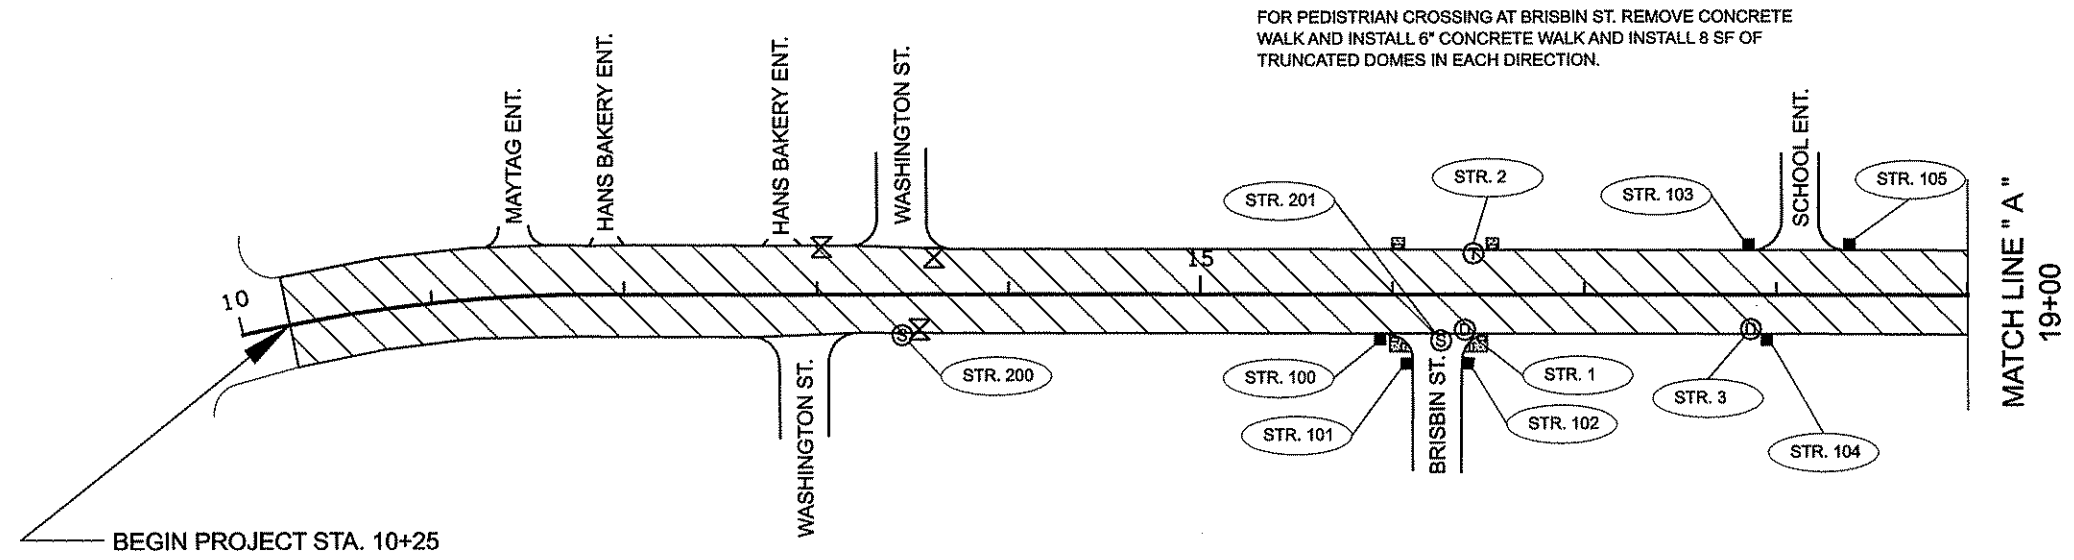 FOR PEDISTRIAN CROSSING AT BRISBIN ST. REMOVE CONCRETE
WALK AND INSTALL 6" CONCRETE WALK AND INSTALL 8 SF OF
TRUNCATED DOMES IN EACH DIRECTION.
MAYTAG ENT.
HANS BAKERY ENT.
HANS BAKERY ENT.
WASHINGTON ST.
SCHOOL ENT.
STR. 201
STR. 2
STR. 103
STR. 105
10
15
T
S
S
D
D
STR. 200
STR. 100
STR. 101
STR. 1
STR. 102
STR. 3
STR. 104
WASHINGTON ST.
BRISBIN ST.
MATCH LINE " A "
19+00
BEGIN PROJECT STA. 10+25